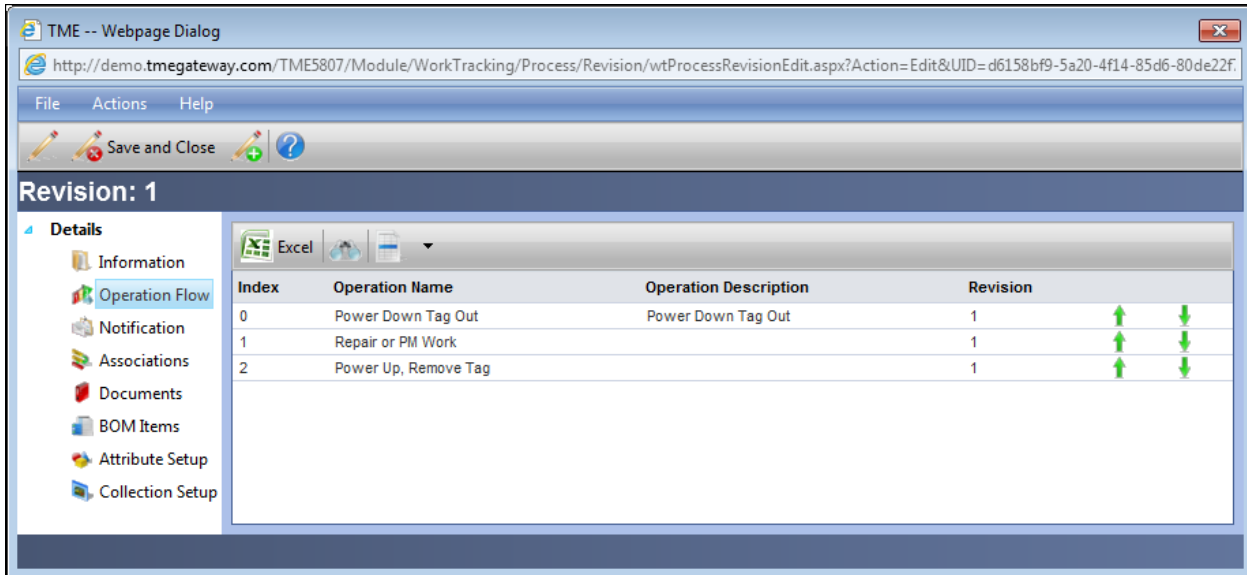 TME -- Webpage Dialog
http://demo.tmegateway.com/TME5807/Module/WorkTracking/Process/Revision/wtProcessRevisionEdit.aspx?Action=Edit&UID=d6158bf9-5a20-4f14-85d6-80de22f7
File Actions Help
Save and Close
Revision: 1
Details
Information
Operation Flow
Notification
Associations
Documents
BOM Items
Attribute Setup
Collection Setup
Excel
Index Operation Name Operation Description Revision
0 Power Down Tag Out Power Down Tag Out 1
1 Repair or PM Work 1
2 Power Up, Remove Tag 1